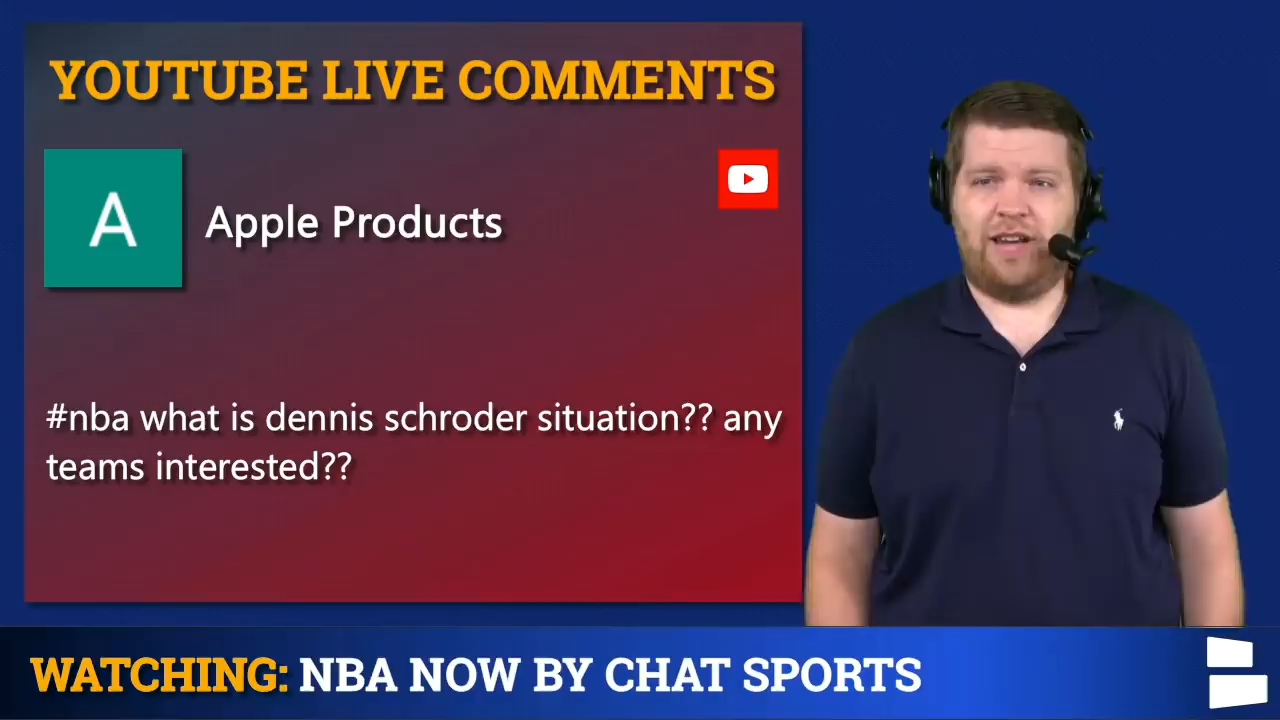 YOUTUBE LIVE COMMENTS
A
Apple Products
#nba what is dennis schroder situation?? any
teams interested??
WATCHING: NBA NOW BY CHAT SPORTS